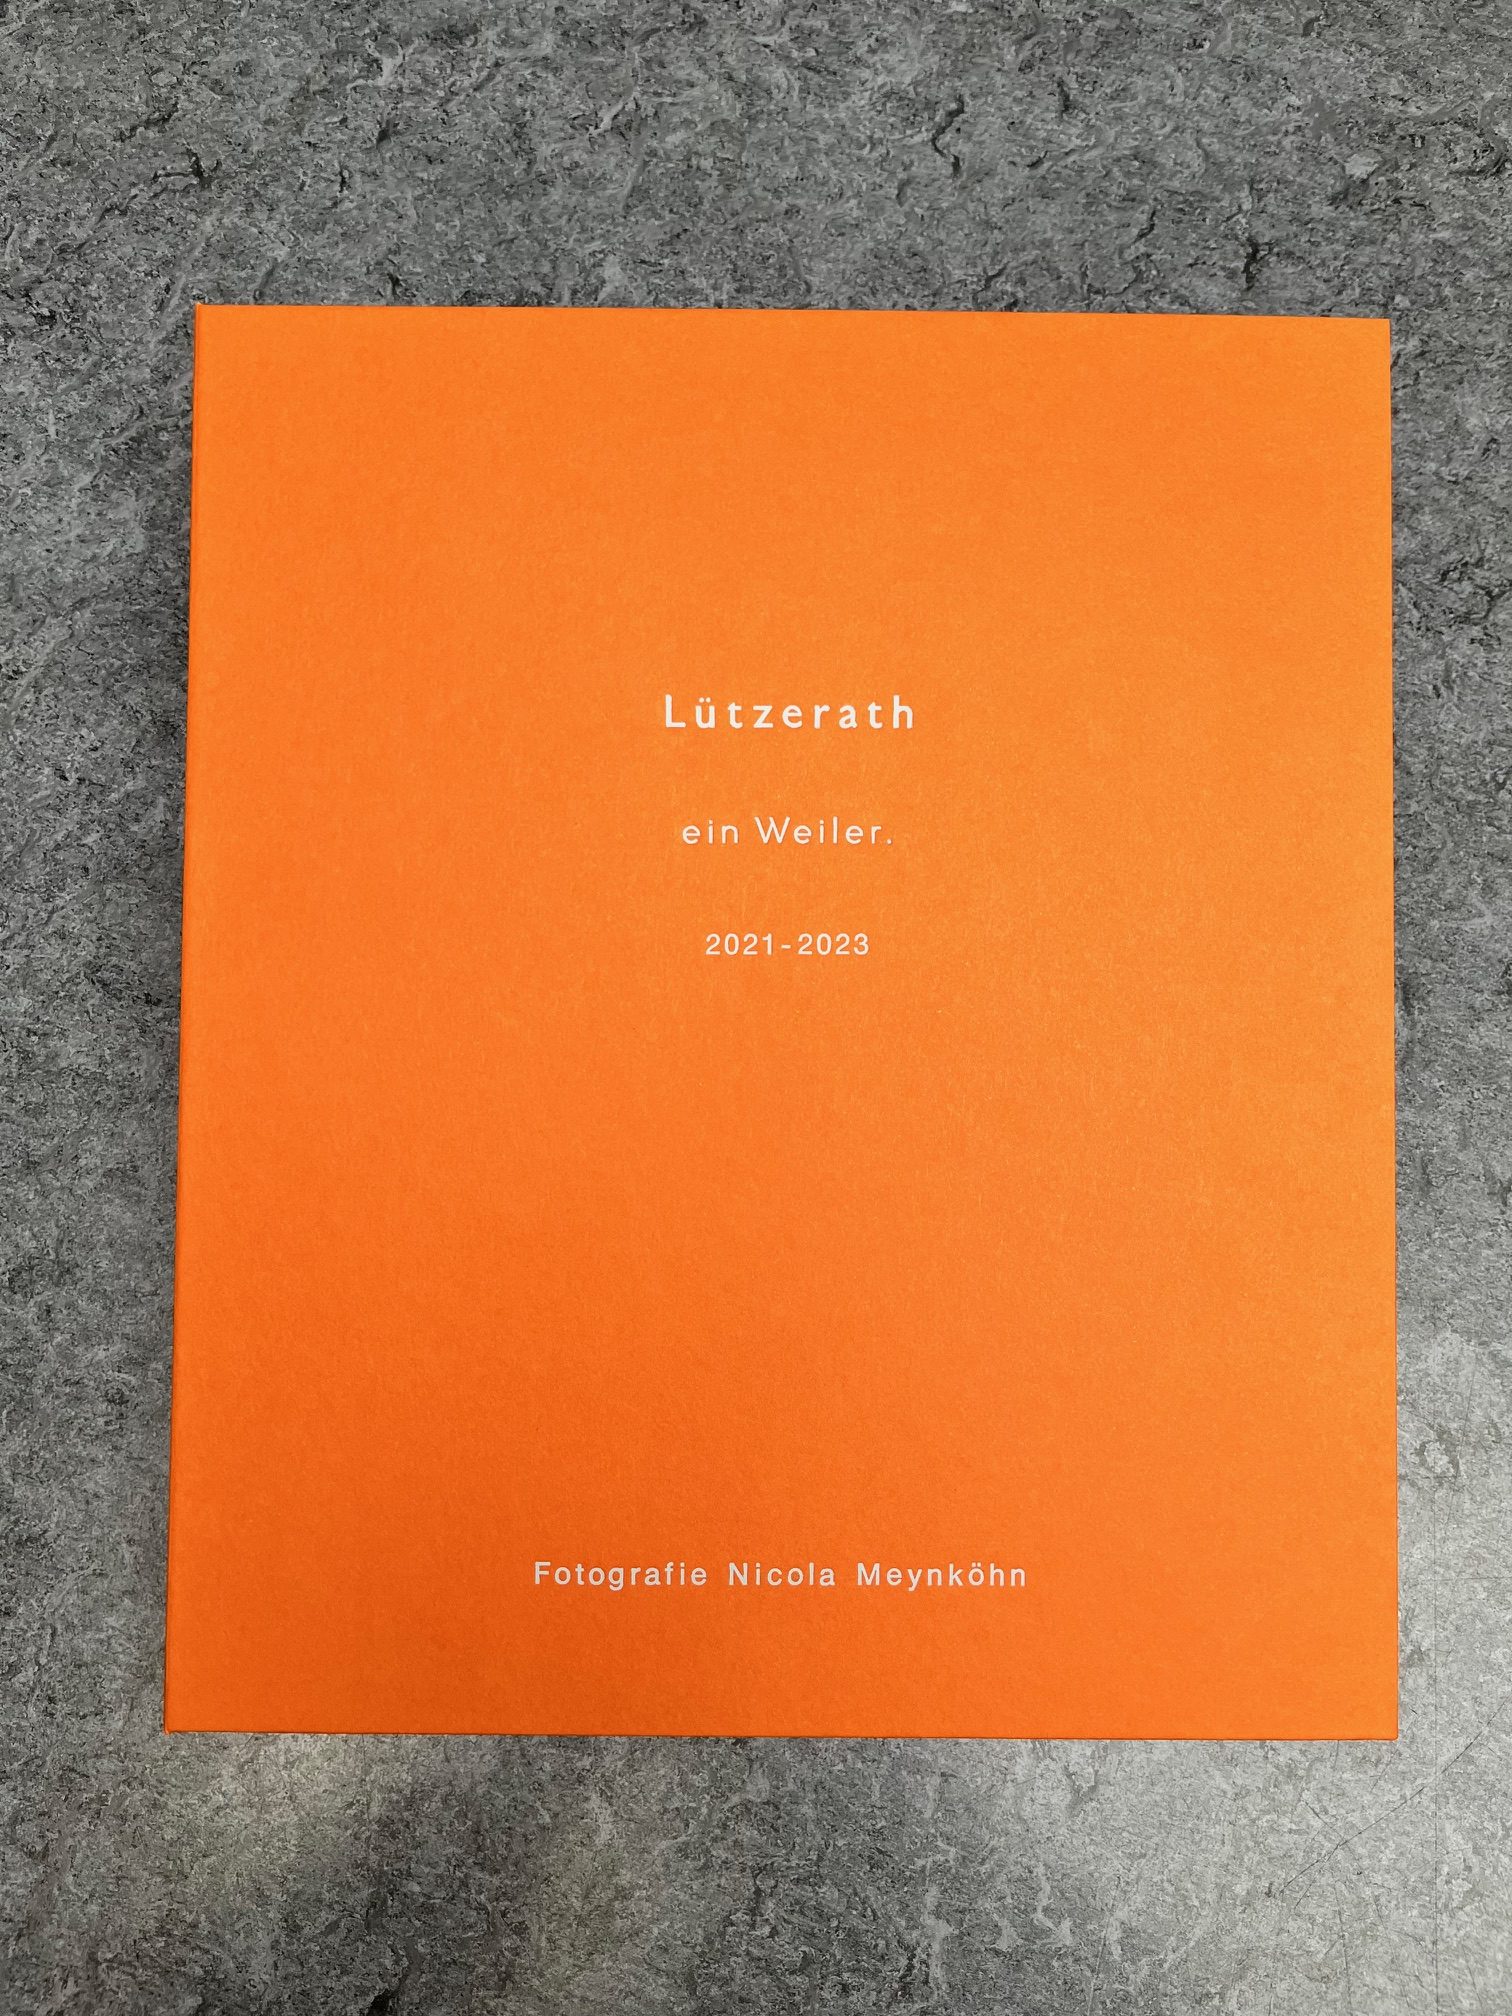 Lützerath
ein Weiler.
2021-2023
Fotografie Nicola Meynköhn